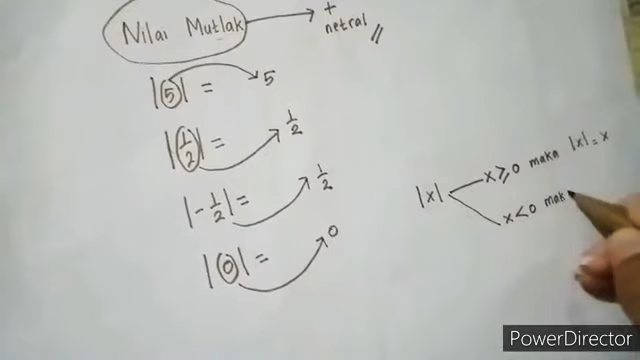 Nilai Mutlak → +
netral //
|5| = 5
|1/2| = 1/2
|-1/2| = 1/2
|0| = 0
|x|
x ≥ 0 maka |x| = x
x < 0 mak
PowerDirector